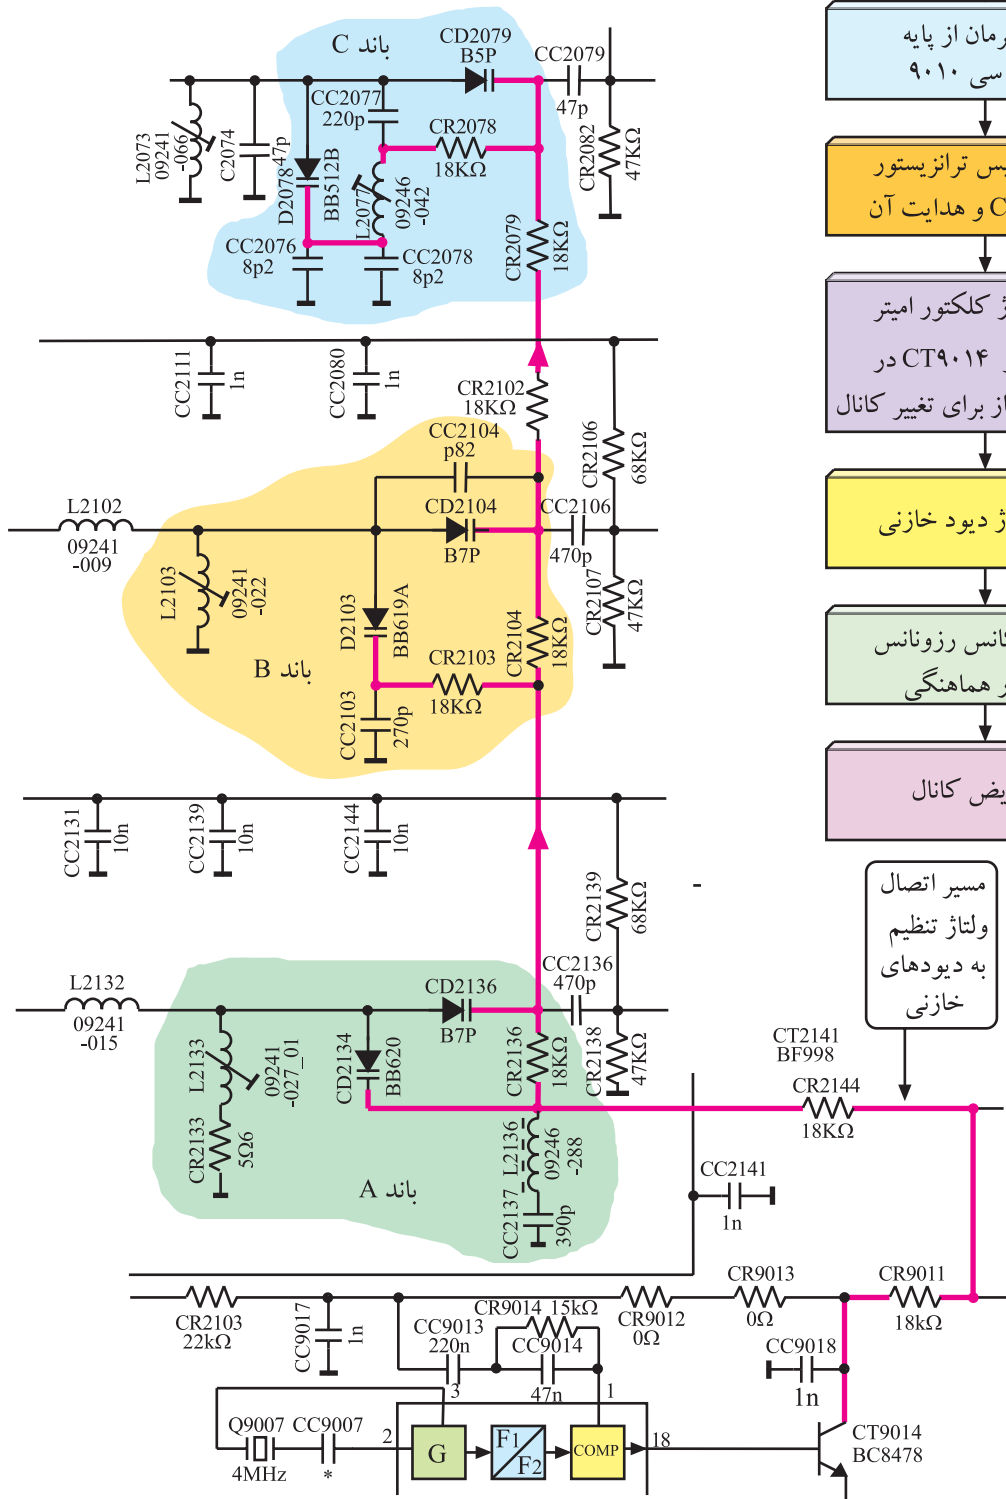 باند C
CD2079
B5P
CC2079
47p
CC2077
220p
CR2078
18KΩ
L2073
09241
-066
C2074
47p
D2078
BB512B
L2077
09246
-042
CR2082
47KΩ
CC2076
8p2
CC2078
8p2
CR2079
18KΩ
CC2111
1n
CC2080
1n
CR2102
18KΩ
CC2104
p82
CR2106
68KΩ
L2102
09241
-009
CD2104
B7P
CC2106
470p
L2103
09241
-022
D2103
BB619A
CR2104
18KΩ
CR2107
47KΩ
باند B
CR2103
18KΩ
CC2103
270p
CC2131
10n
CC2139
10n
CC2144
10n
CR2139
68KΩ
L2132
09241
-015
CD2136
B7P
CC2136
470p
L2133
09241
-027_01
CD2134
BB620
CR2136
18KΩ
CR2138
47KΩ
CR2133
5Ω6
باند A
L2136
09246
-288
CC2137
390p
CT2141
BF998
CR2144
18KΩ
CC2141
1n
CR2103
22kΩ
CC9017
1n
CR9014 15kΩ
CC9013
220n
CC9014
47n
CR9012
0Ω
CR9013
0Ω
CR9011
18kΩ
CC9018
1n
3
1
2
18
Q9007
4MHz
CC9007
*
G
F1
F2
COMP
CT9014
BC8478
رمان از پایه
سی ۹۰۱۰
یس ترانزیستور
C و هدایت آن
ژ کلکتور امیتر
ر CT۹۰۱۴ در
از برای تغییر کانال
ژ دیود خازنی
کانس رزونانس
ر هماهنگی
یض کانال
مسیر اتصال
ولتاژ تنظیم
به دیودهای
خازنی